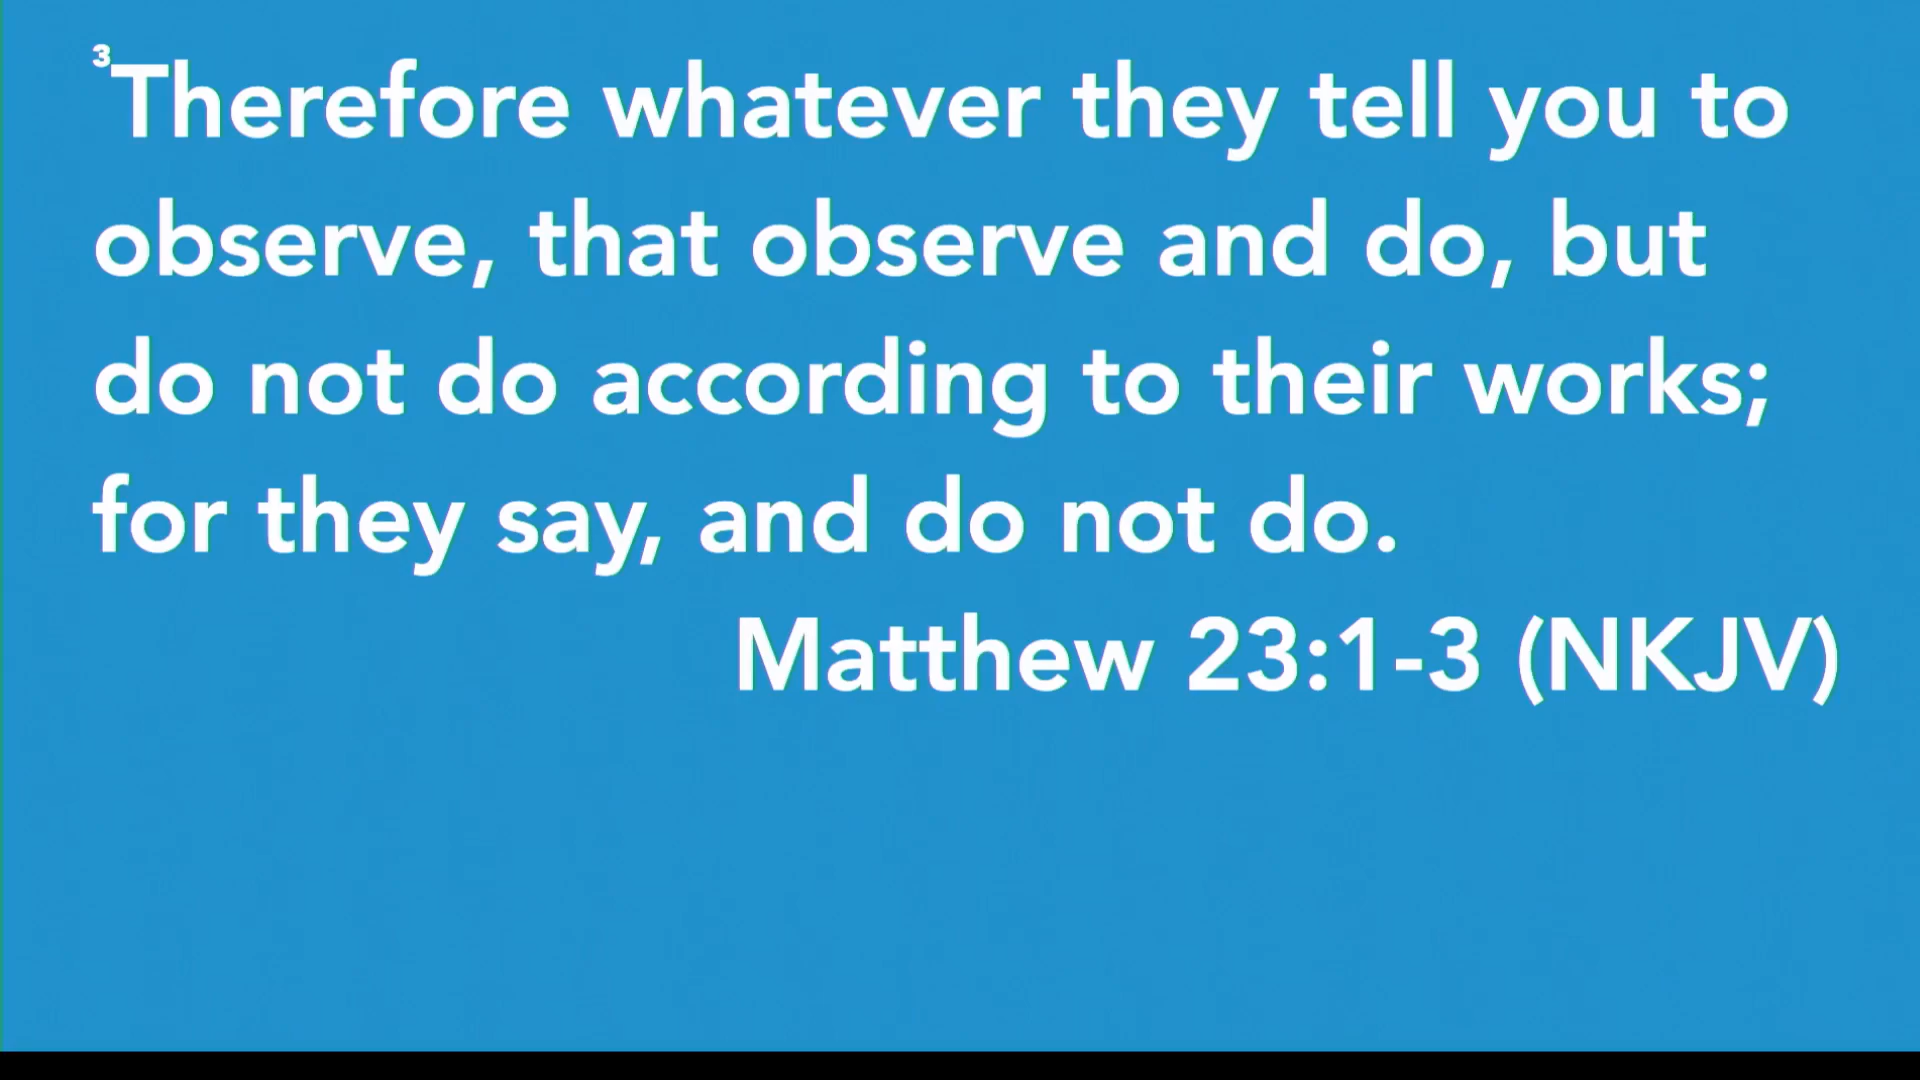 ³Therefore whatever they tell you to
observe, that observe and do, but
do not do according to their works;
for they say, and do not do.
Matthew 23:1-3 (NKJV)